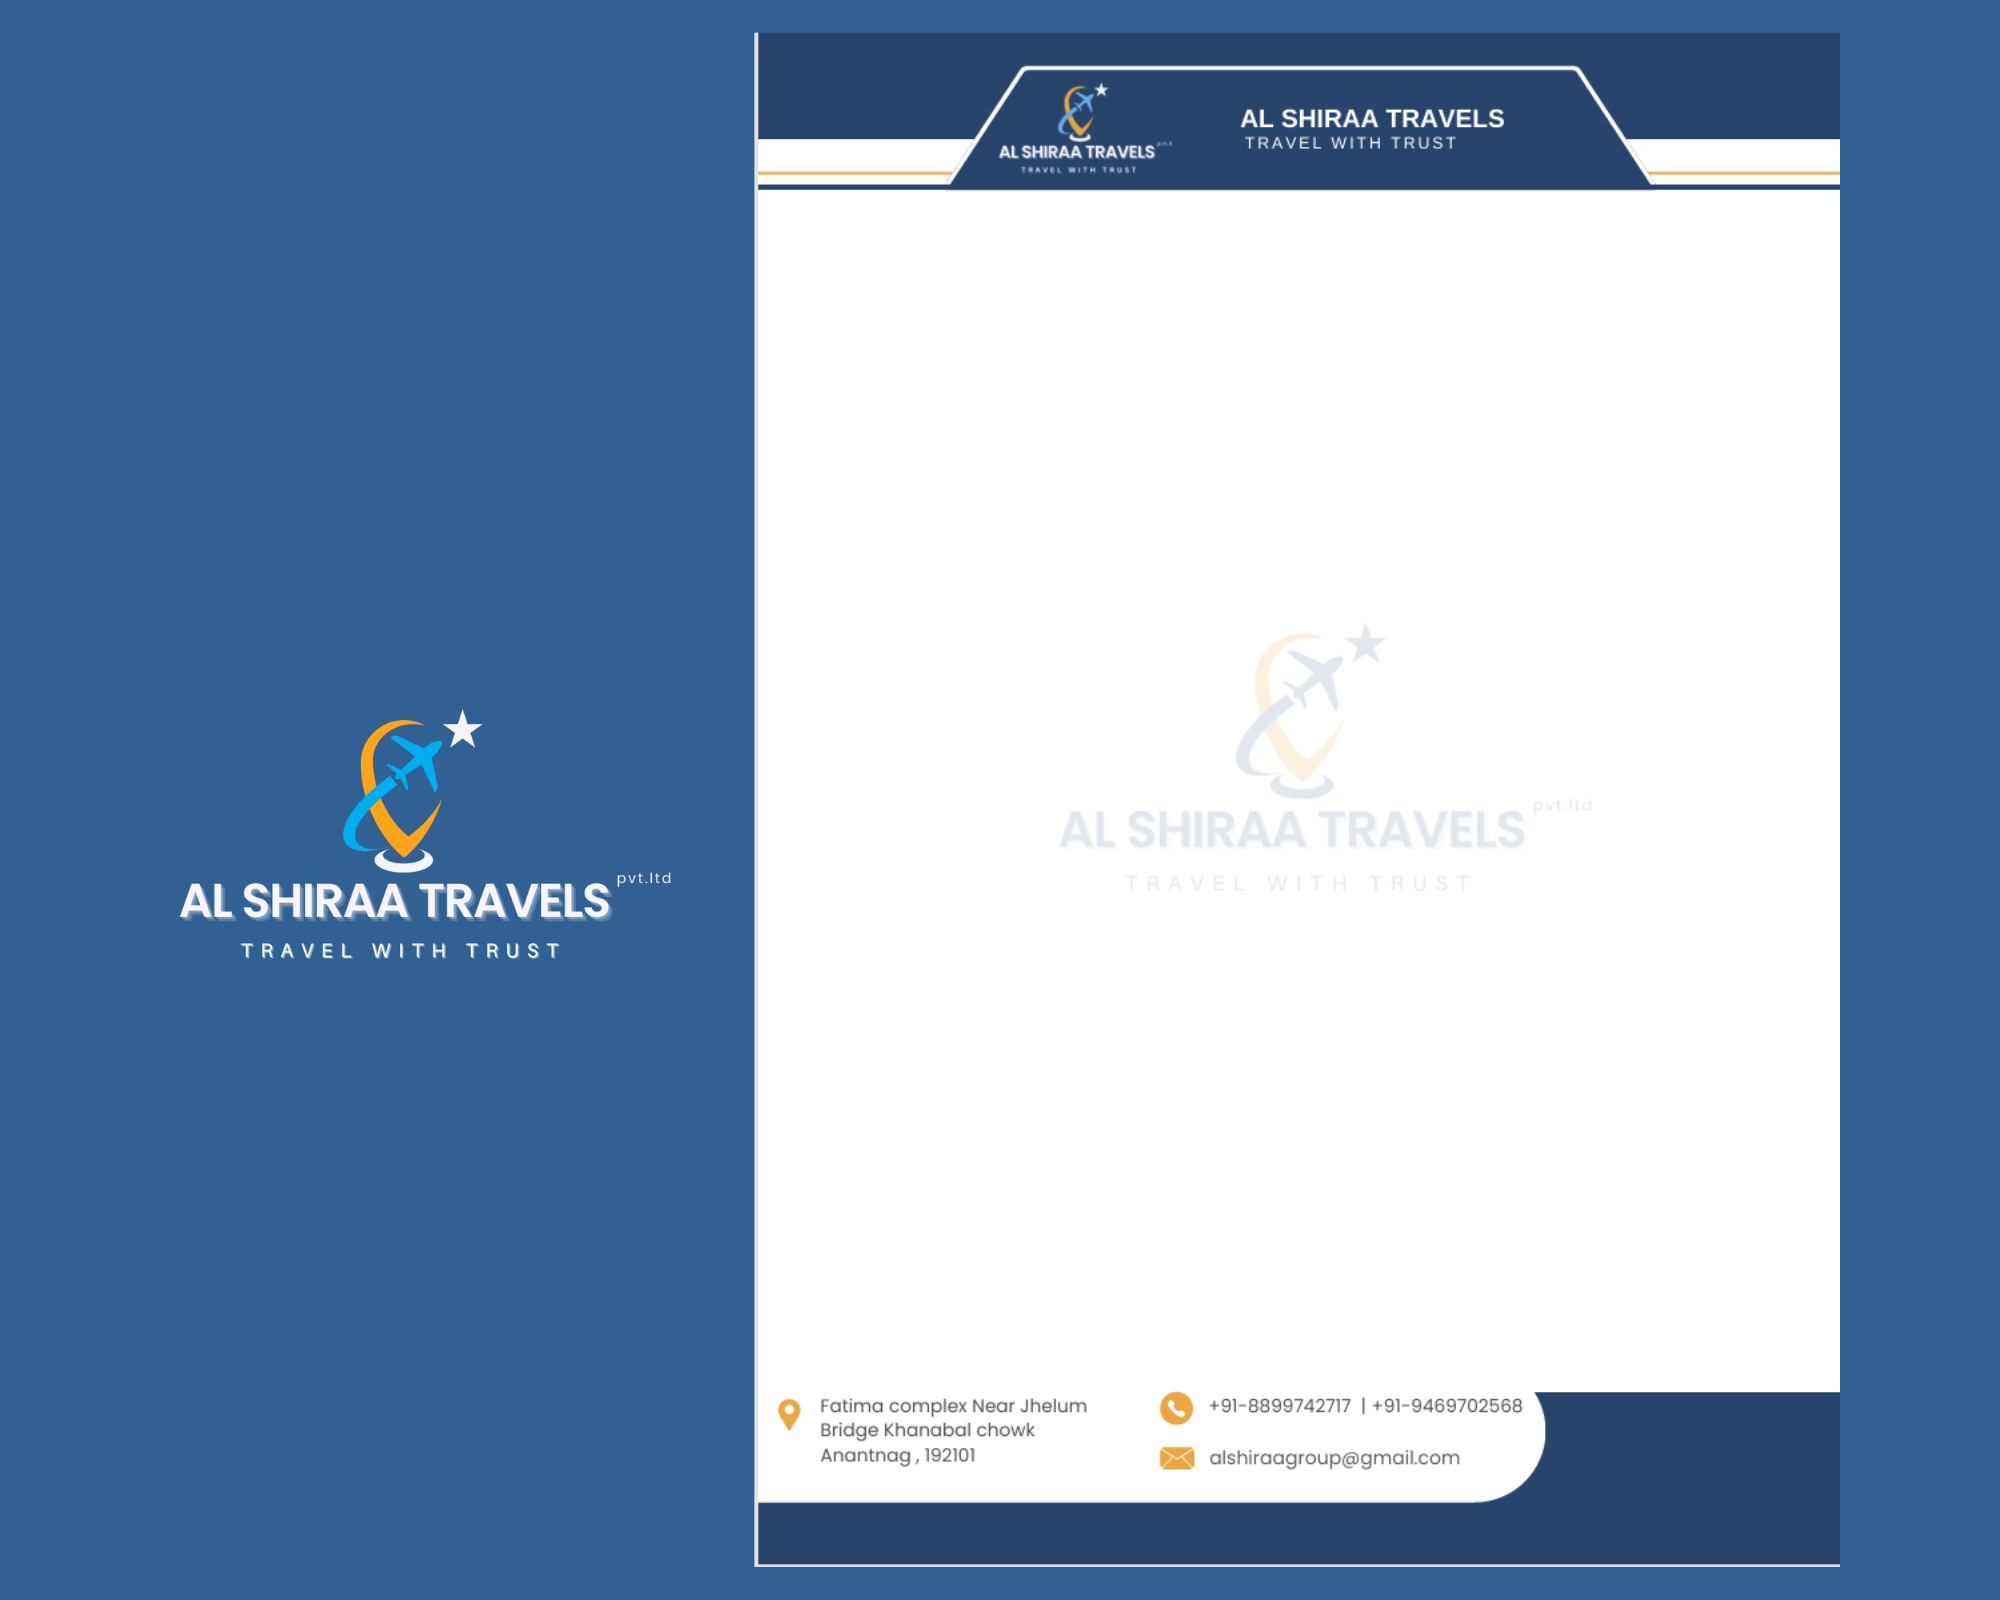 AL SHIRAA TRAVELS pvt.ltd
TRAVEL WITH TRUST
AL SHIRAA TRAVELS
TRAVEL WITH TRUST
AL SHIRAA TRAVELS
TRAVEL WITH TRUST
AL SHIRAA TRAVELS pvt.ltd
TRAVEL WITH TRUST
Fatima complex Near Jhelum
Bridge Khanabal chowk
Anantnag , 192101
+91-8899742717 | +91-9469702568
alshiraagroup@gmail.com